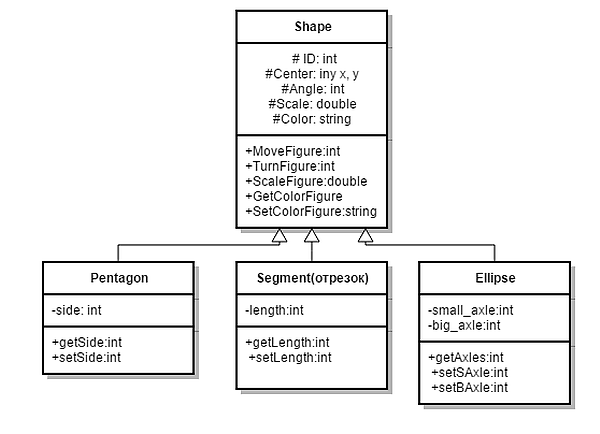 Shape
# ID: int
#Center: iny x, y
#Angle: int
#Scale: double
#Color: string
+MoveFigure:int
+TurnFigure:int
+ScaleFigure:double
+GetColorFigure
+SetColorFigure:string
Pentagon
-side: int
+getSide:int
+setSide:int
Segment(отрезок)
-length:int
+getLength:int
+setLength:int
Ellipse
-small_axle:int
-big_axle:int
+getAxles:int
+setSAxle:int
+setBAxle:int